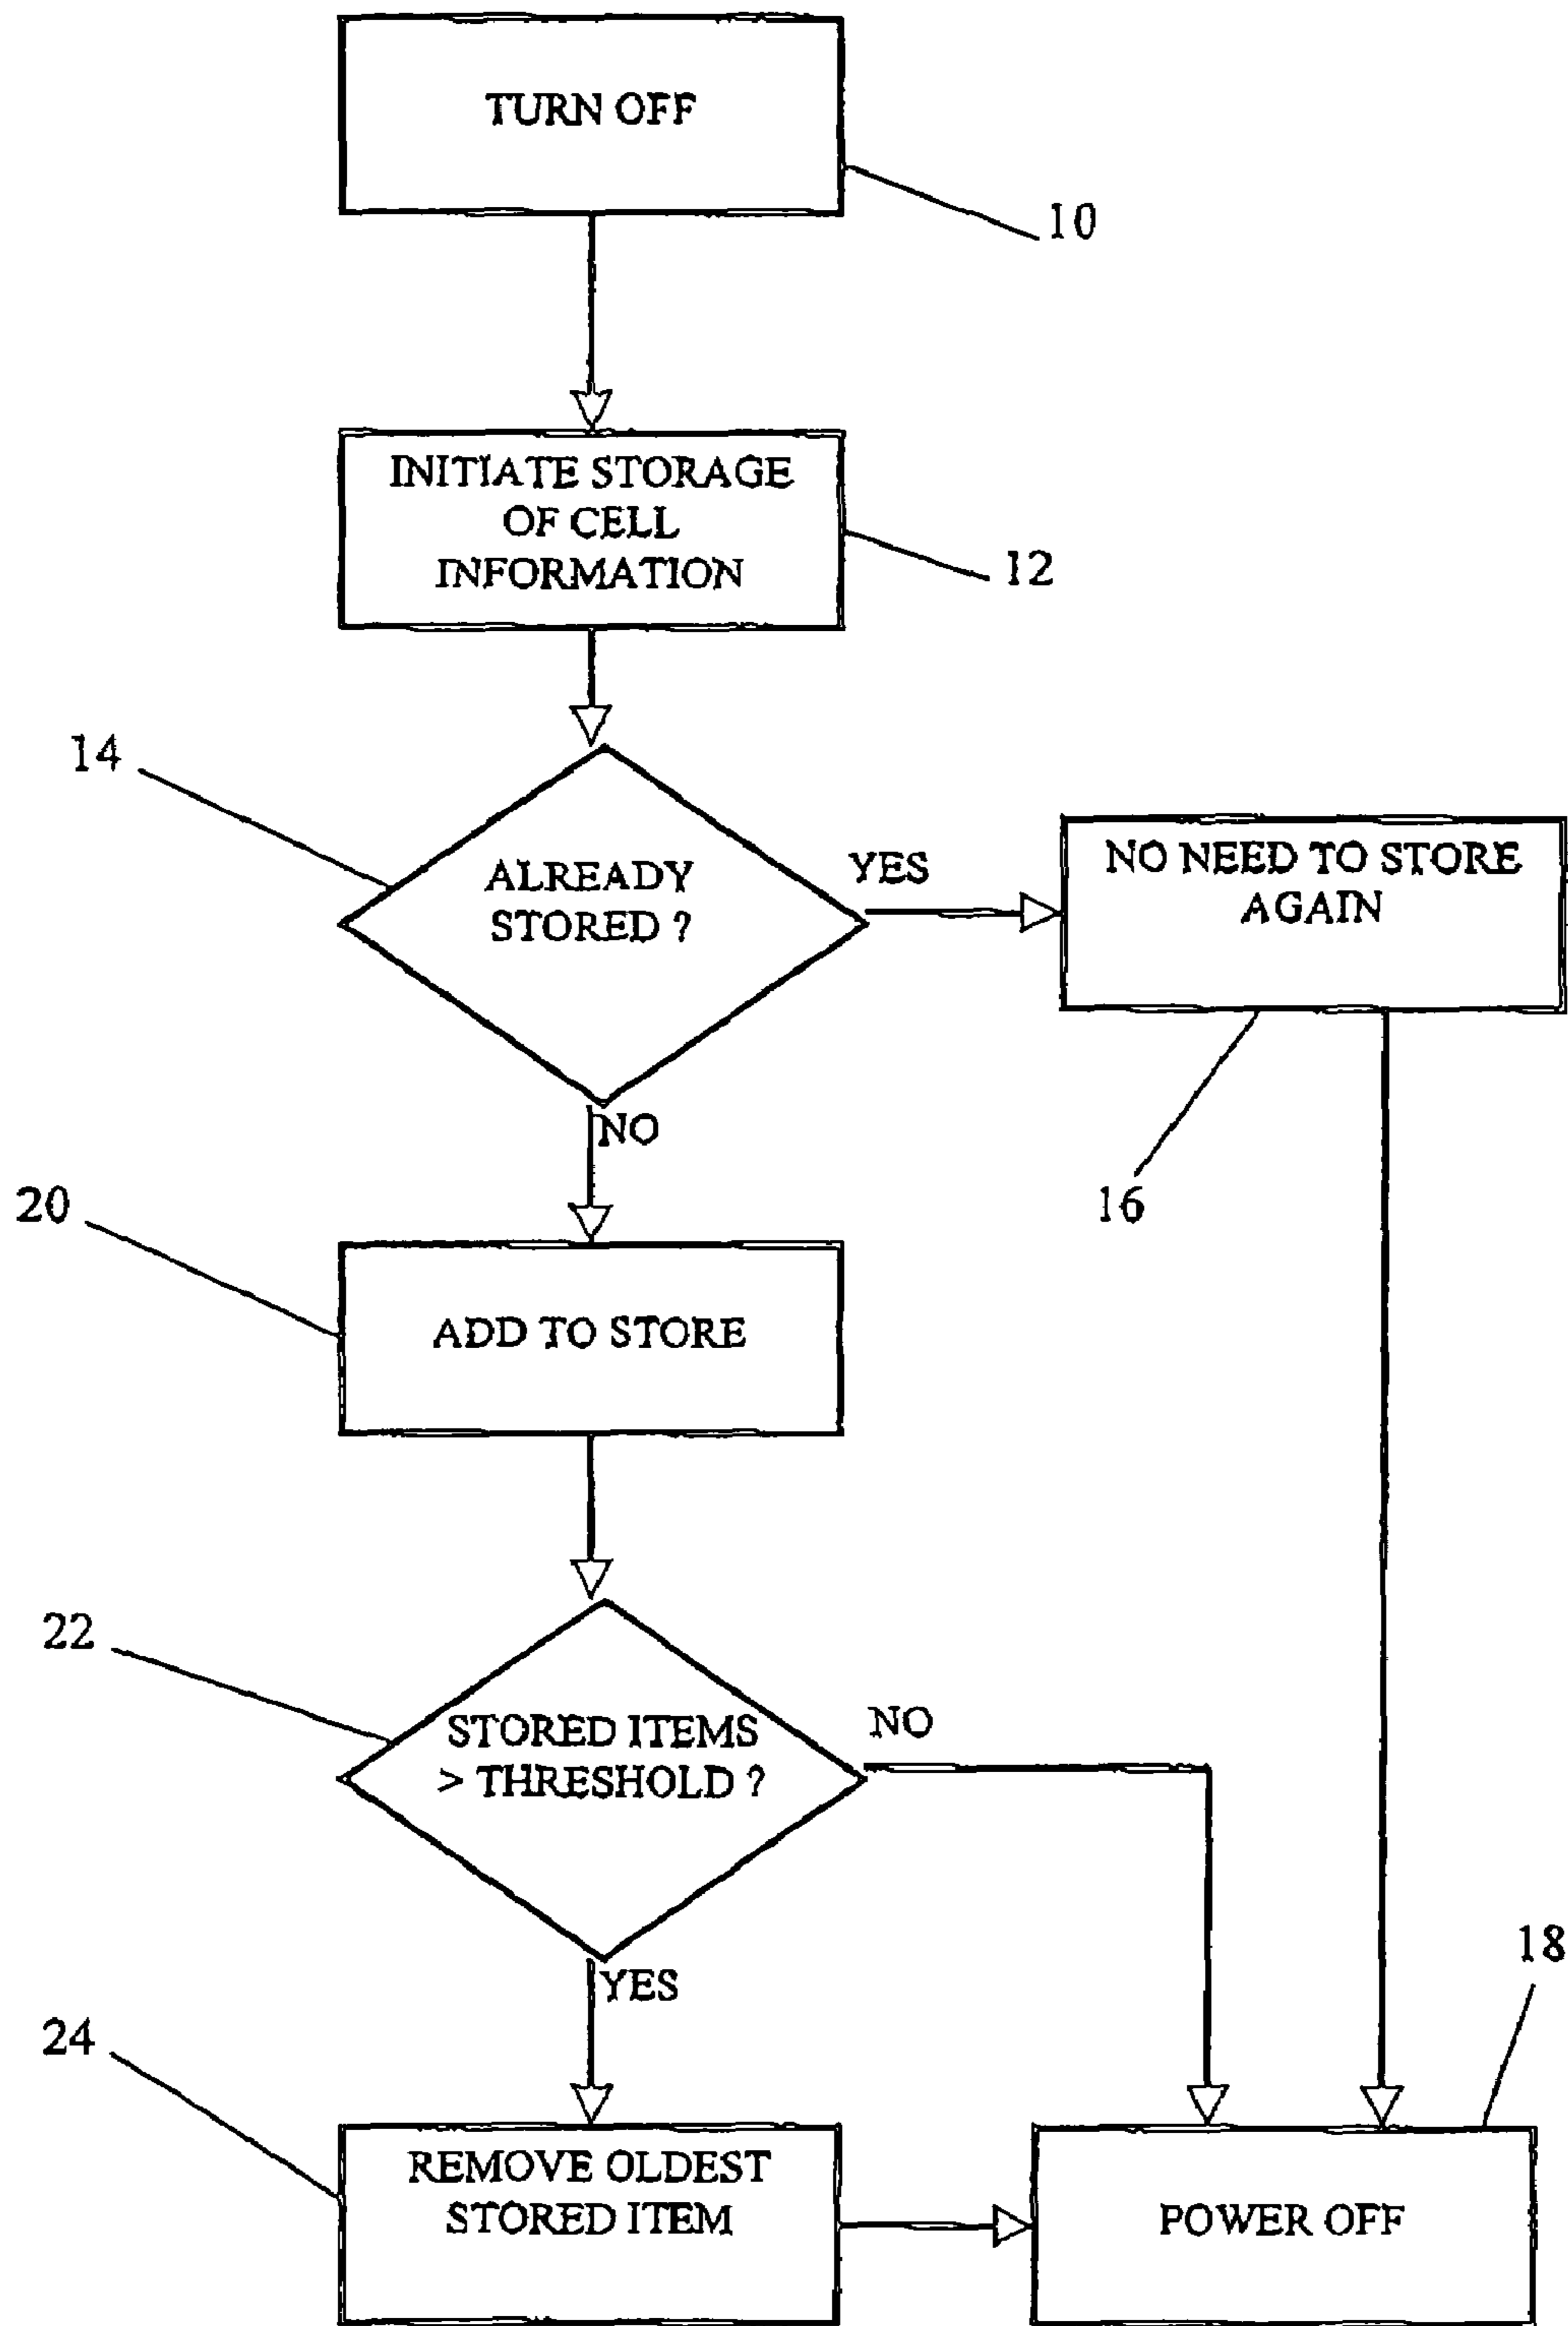 TURN OFF
10
INITIATE STORAGE
OF CELL
INFORMATION
12
14
ALREADY
STORED ?
YES
NO NEED TO STORE
AGAIN
NO
16
20
ADD TO STORE
22
STORED ITEMS
> THRESHOLD ?
NO
YES
18
24
REMOVE OLDEST
STORED ITEM
POWER OFF